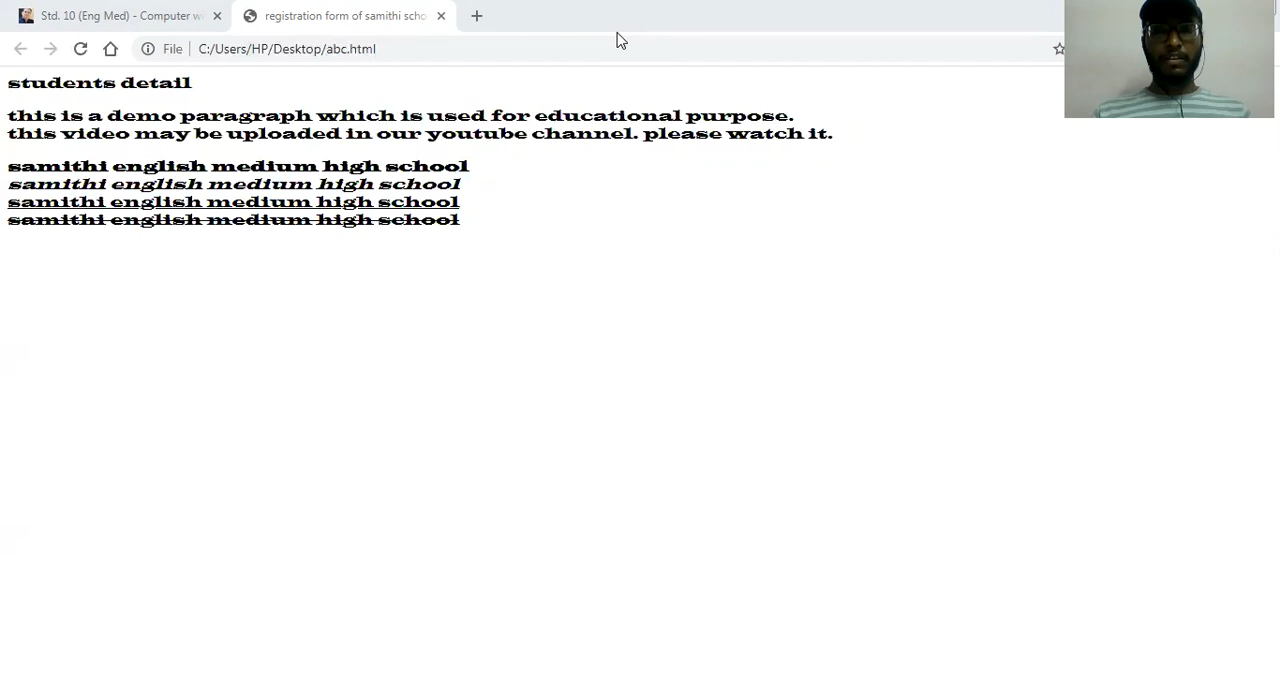 Std. 10 (Eng Med) - Computer w
registration form of samithi scho
File
C:/Users/HP/Desktop/abc.html
students detail
this is a demo paragraph which is used for educational purpose.
this video may be uploaded in our youtube channel. please watch it.
samithi english medium high school
samithi english medium high school
samithi english medium high school
samithi english medium high school